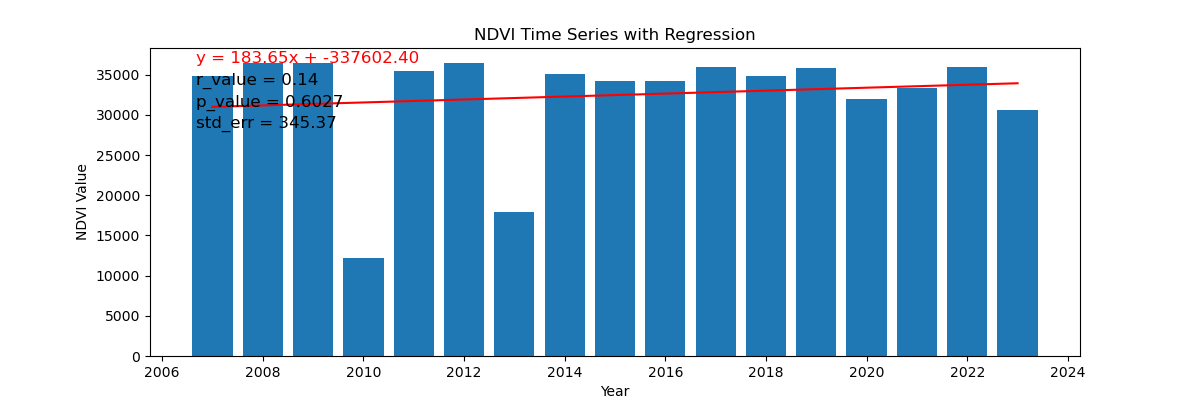 NDVI Time Series with Regression
y = 183.65x + -337602.40
r_value = 0.14
p_value = 0.6027
std_err = 345.37
35000
30000
25000
20000
15000
10000
5000
0
NDVI Value
2006 2008 2010 2012 2014 2016 2018 2020 2022 2024
Year